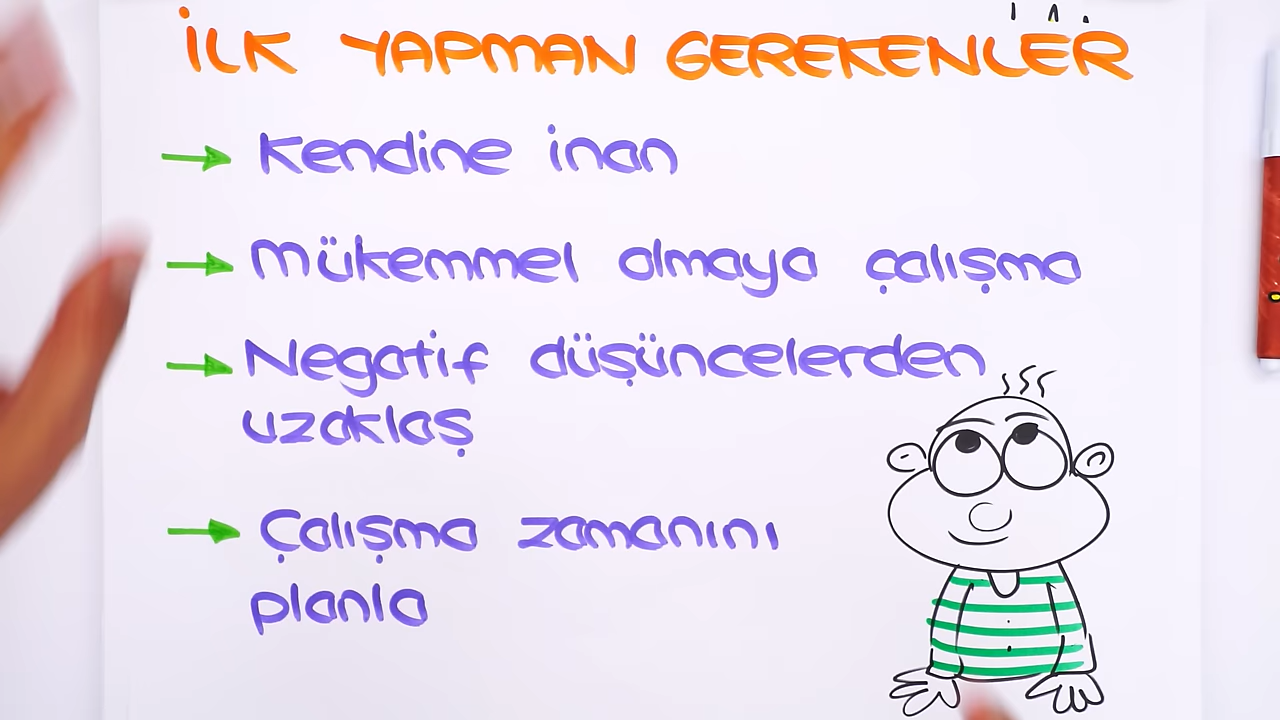 İLK YAPMAN GEREKENLER
Kendine inan
Mükemmel olmaya çalışma
Negatif düşüncelerden
uzaklaş
Çalışma zamanını
planla